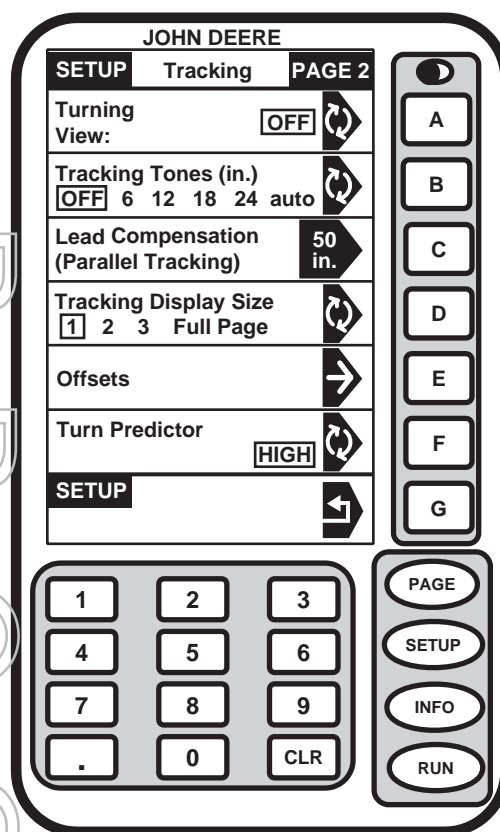 JOHN DEERE
SETUP Tracking PAGE 2
Turning
View: OFF
Tracking Tones (in.)
OFF 6 12 18 24 auto
Lead Compensation
(Parallel Tracking)
50
in.
Tracking Display Size
1 2 3 Full Page
Offsets
Turn Predictor
HIGH
SETUP
A
B
C
D
E
F
G
1 2 3
4 5 6
7 8 9
. 0 CLR
PAGE
SETUP
INFO
RUN